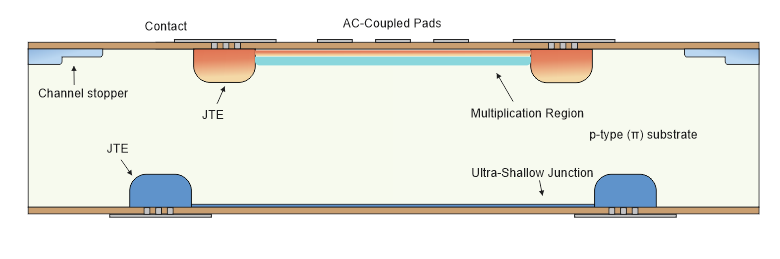 Contact
AC-Coupled Pads
Channel stopper
JTE
Multiplication Region
p-type (π) substrate
JTE
Ultra-Shallow Junction